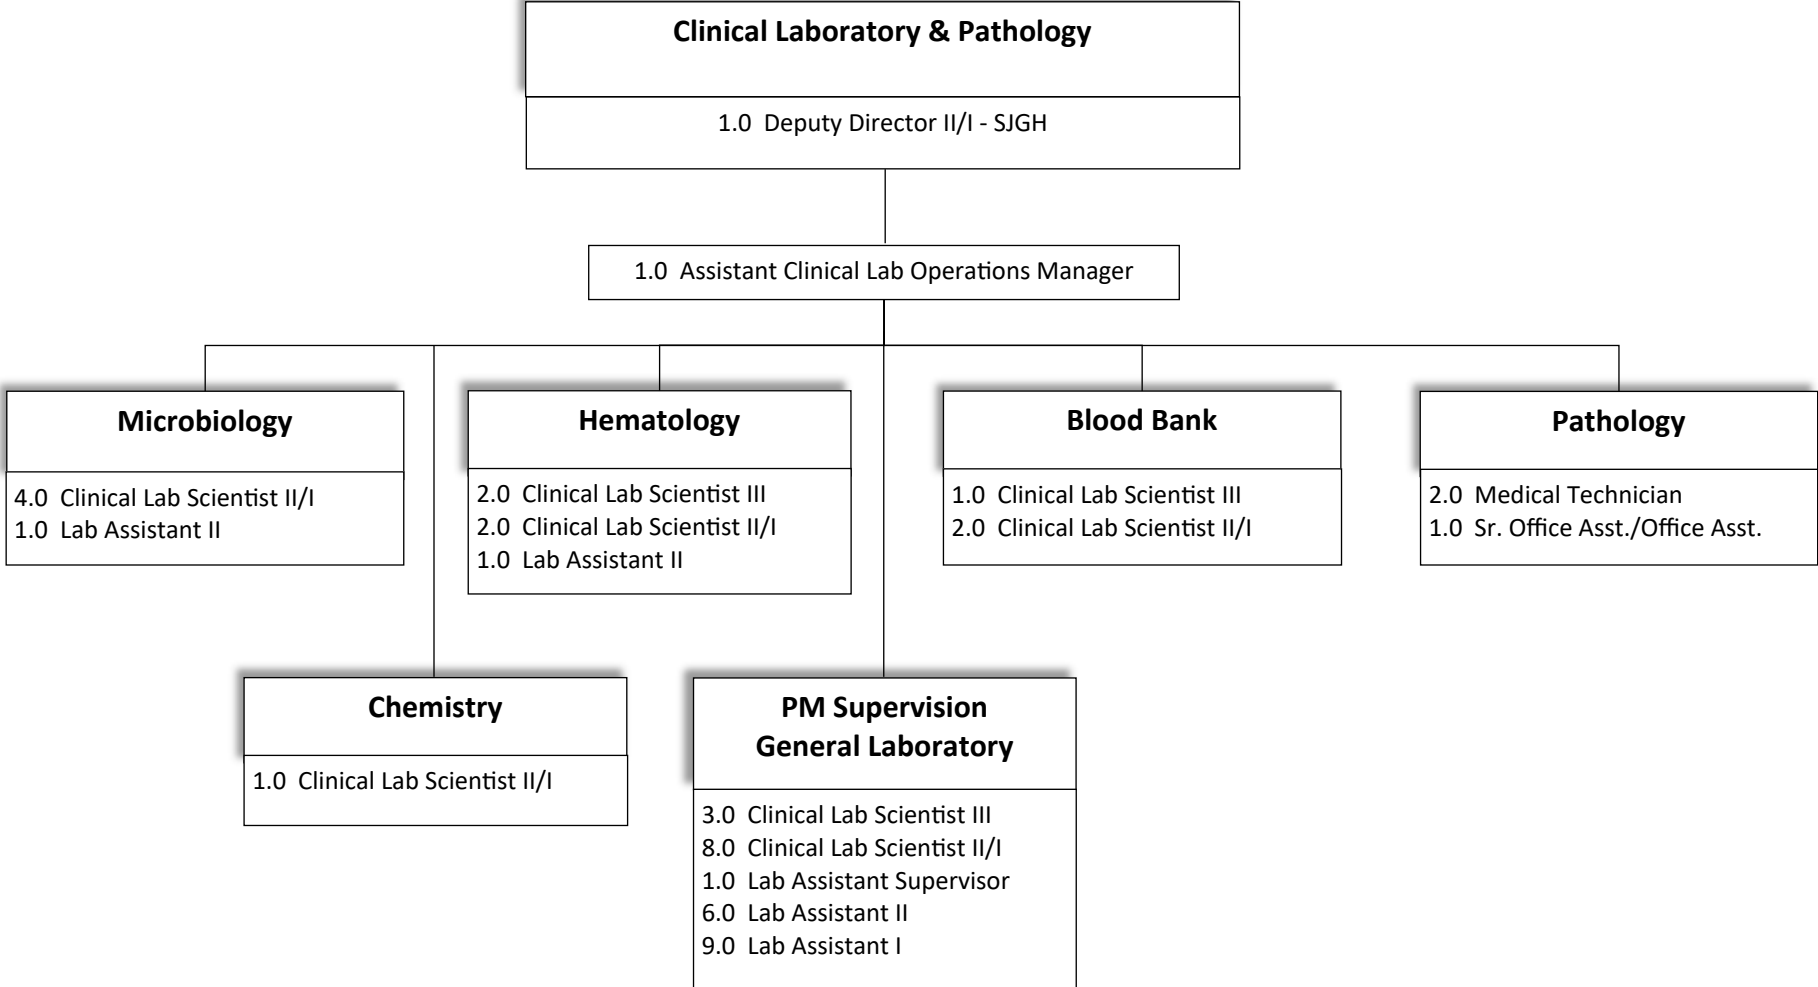 Clinical Laboratory & Pathology
1.0 Deputy Director II/I - SJGH
1.0 Assistant Clinical Lab Operations Manager
Microbiology
4.0 Clinical Lab Scientist II/I
1.0 Lab Assistant II
Hematology
2.0 Clinical Lab Scientist III
2.0 Clinical Lab Scientist II/I
1.0 Lab Assistant II
Blood Bank
1.0 Clinical Lab Scientist III
2.0 Clinical Lab Scientist II/I
Pathology
2.0 Medical Technician
1.0 Sr. Office Asst./Office Asst.
Chemistry
1.0 Clinical Lab Scientist II/I
PM Supervision
General Laboratory
3.0 Clinical Lab Scientist III
8.0 Clinical Lab Scientist II/I
1.0 Lab Assistant Supervisor
6.0 Lab Assistant II
9.0 Lab Assistant I